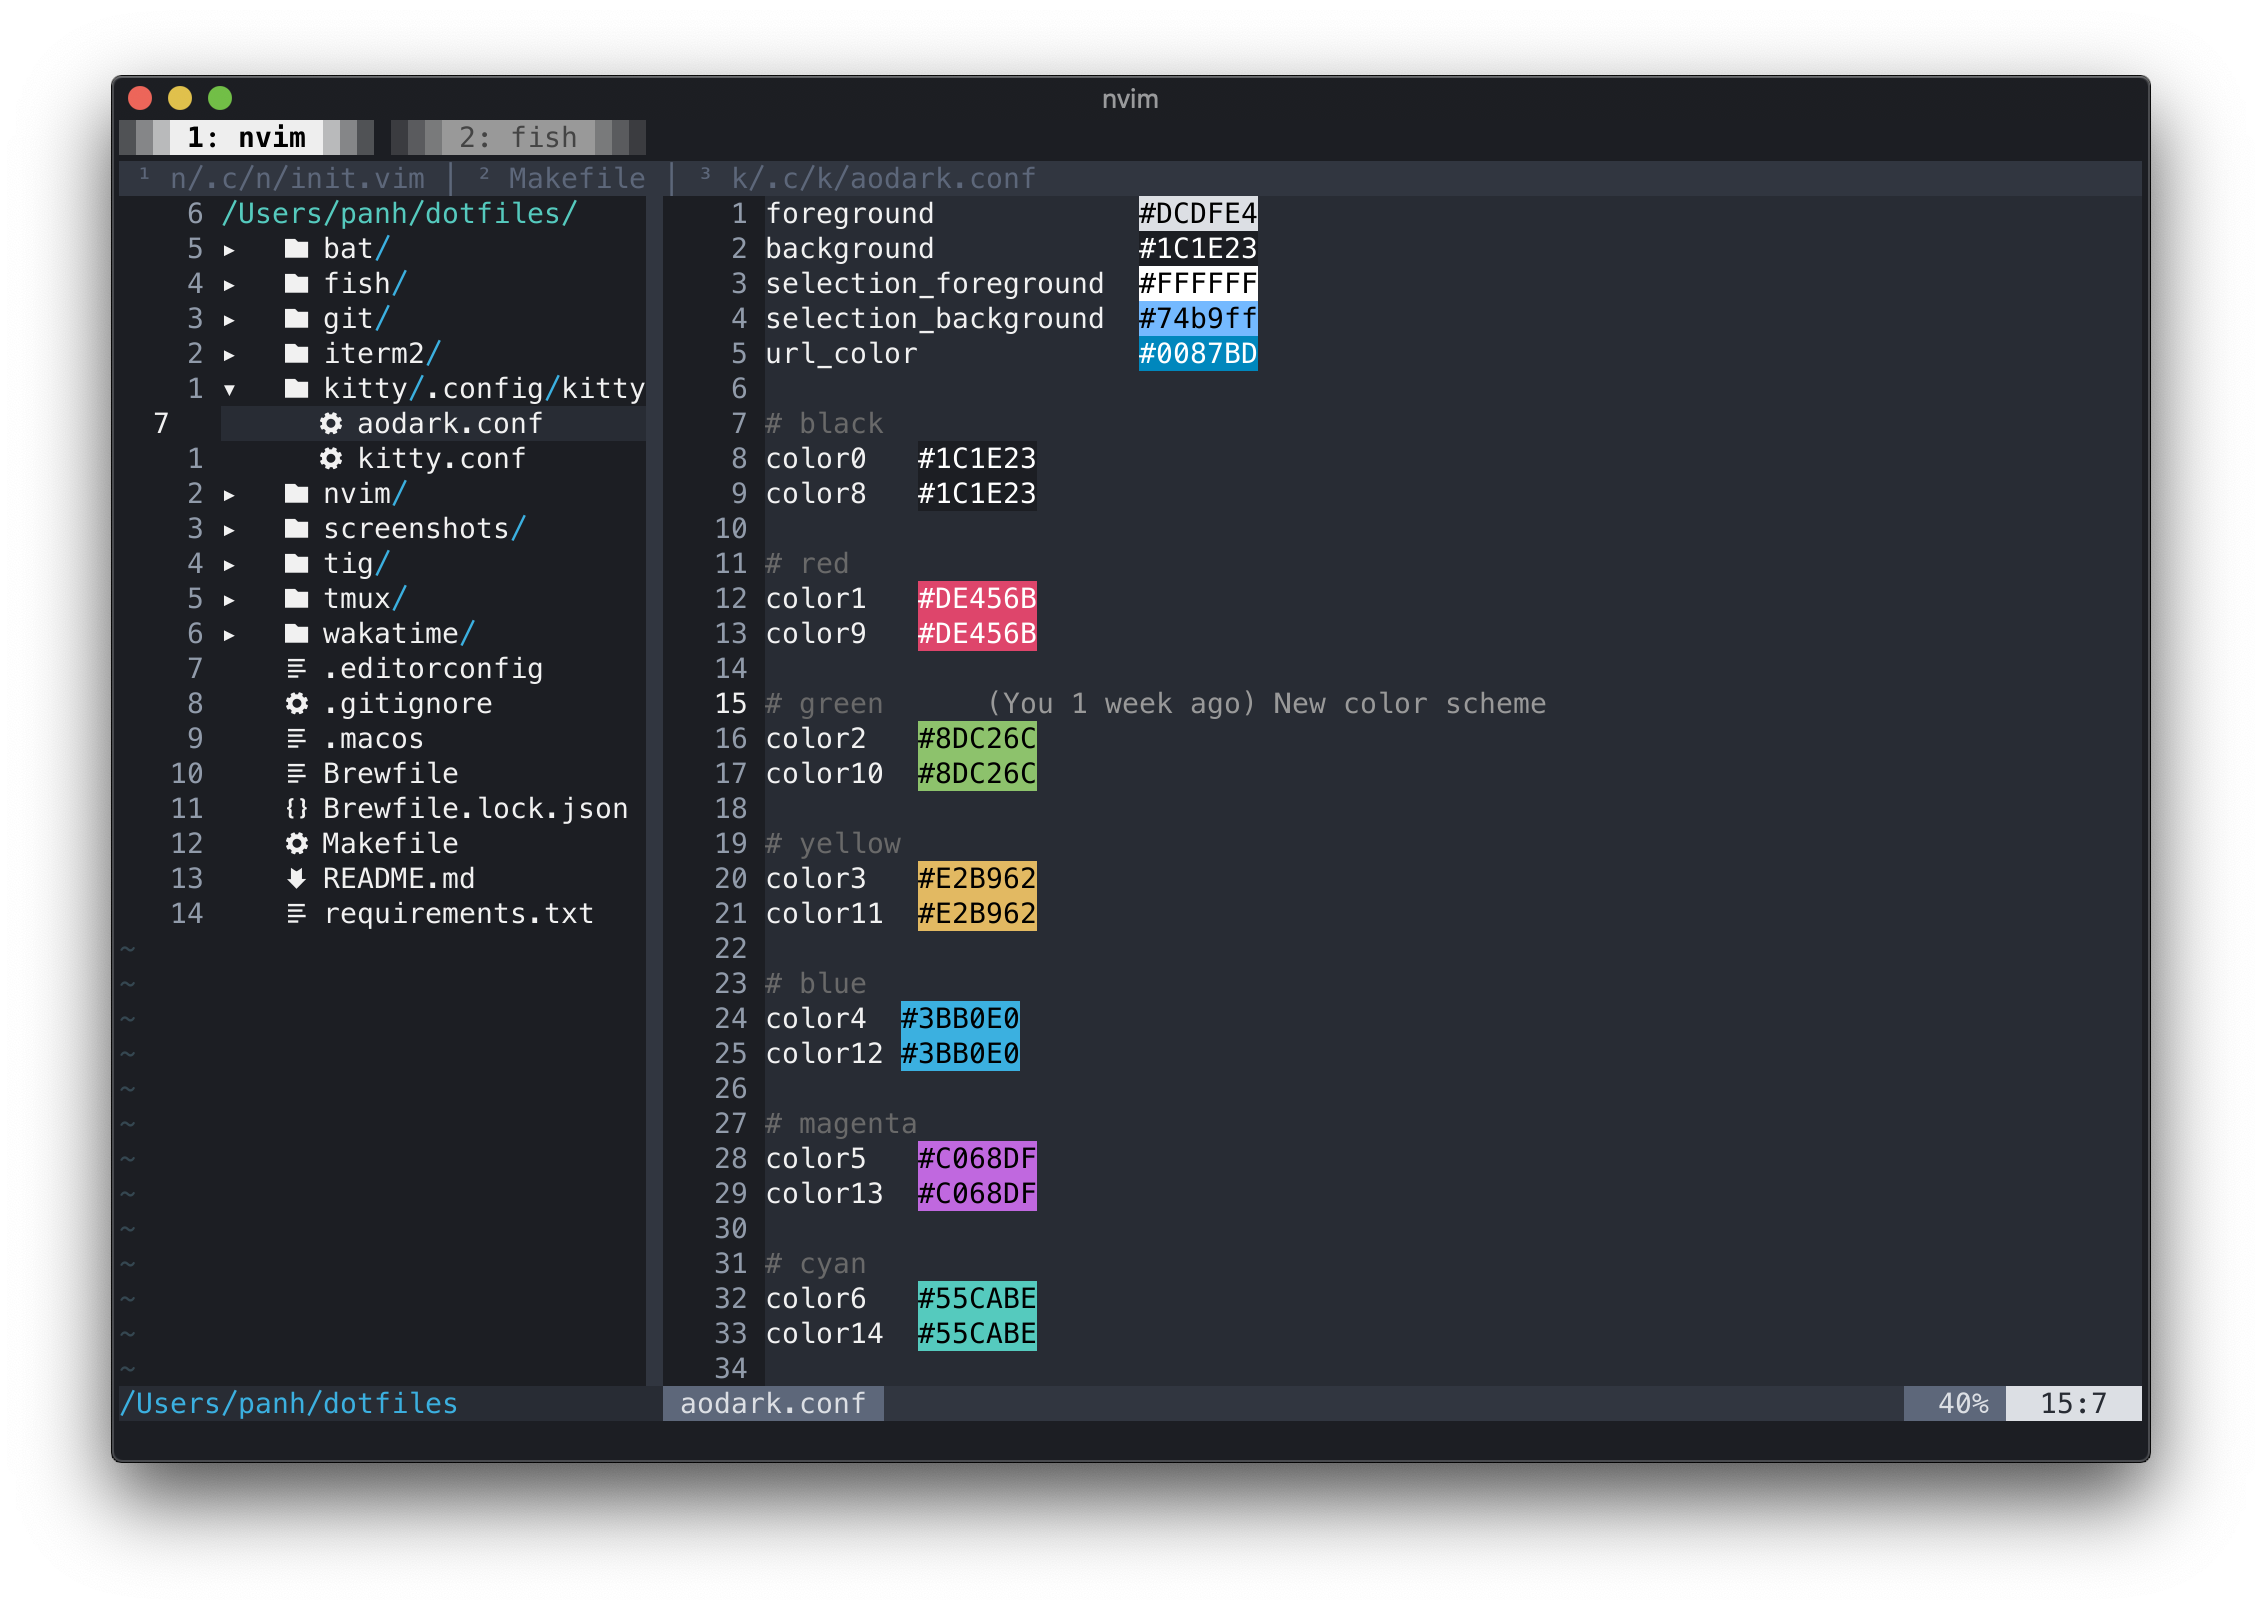 nvim
1: nvim 2: fish
¹ n/.c/n/init.vim │ ² Makefile │ ³ k/.c/k/aodark.conf
6 /Users/panh/dotfiles/
5 ▸ bat/
4 ▸ fish/
3 ▸ git/
2 ▸ iterm2/
1 ▾ kitty/.config/kitty
7 aodark.conf
1 kitty.conf
2 ▸ nvim/
3 ▸ screenshots/
4 ▸ tig/
5 ▸ tmux/
6 ▸ wakatime/
7 .editorconfig
8 .gitignore
9 .macos
10 Brewfile
11 {} Brewfile.lock.json
12 Makefile
13 README.md
14 requirements.txt
~
~
~
~
~
~
~
~
~
~
~
~
~
/Users/panh/dotfiles
1 foreground #DCDFE4
2 background #1C1E23
3 selection_foreground #FFFFFF
4 selection_background #74b9ff
5 url_color #0087BD
6
7 # black
8 color0 #1C1E23
9 color8 #1C1E23
10
11 # red
12 color1 #DE456B
13 color9 #DE456B
14
15 # green (You 1 week ago) New color scheme
16 color2 #8DC26C
17 color10 #8DC26C
18
19 # yellow
20 color3 #E2B962
21 color11 #E2B962
22
23 # blue
24 color4 #3BB0E0
25 color12 #3BB0E0
26
27 # magenta
28 color5 #C068DF
29 color13 #C068DF
30
31 # cyan
32 color6 #55CABE
33 color14 #55CABE
34
aodark.conf 40% 15:7